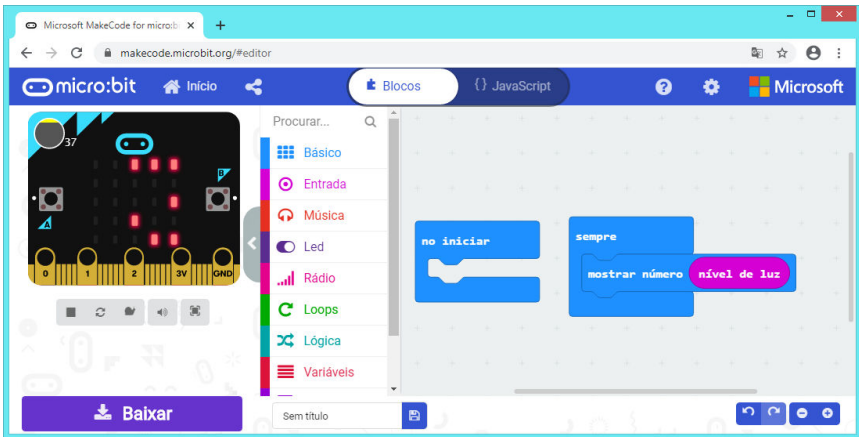 Microsoft MakeCode for micro:b
makecode.microbit.org/#editor
micro:bit
Início
Blocos
{} JavaScript
Microsoft
37
A
B
0 1 2 3V GND
Baixar
Procurar...
Básico
Entrada
Música
Led
Rádio
Loops
Lógica
Variáveis
no iniciar
sempre
mostrar número nível de luz
Sem título